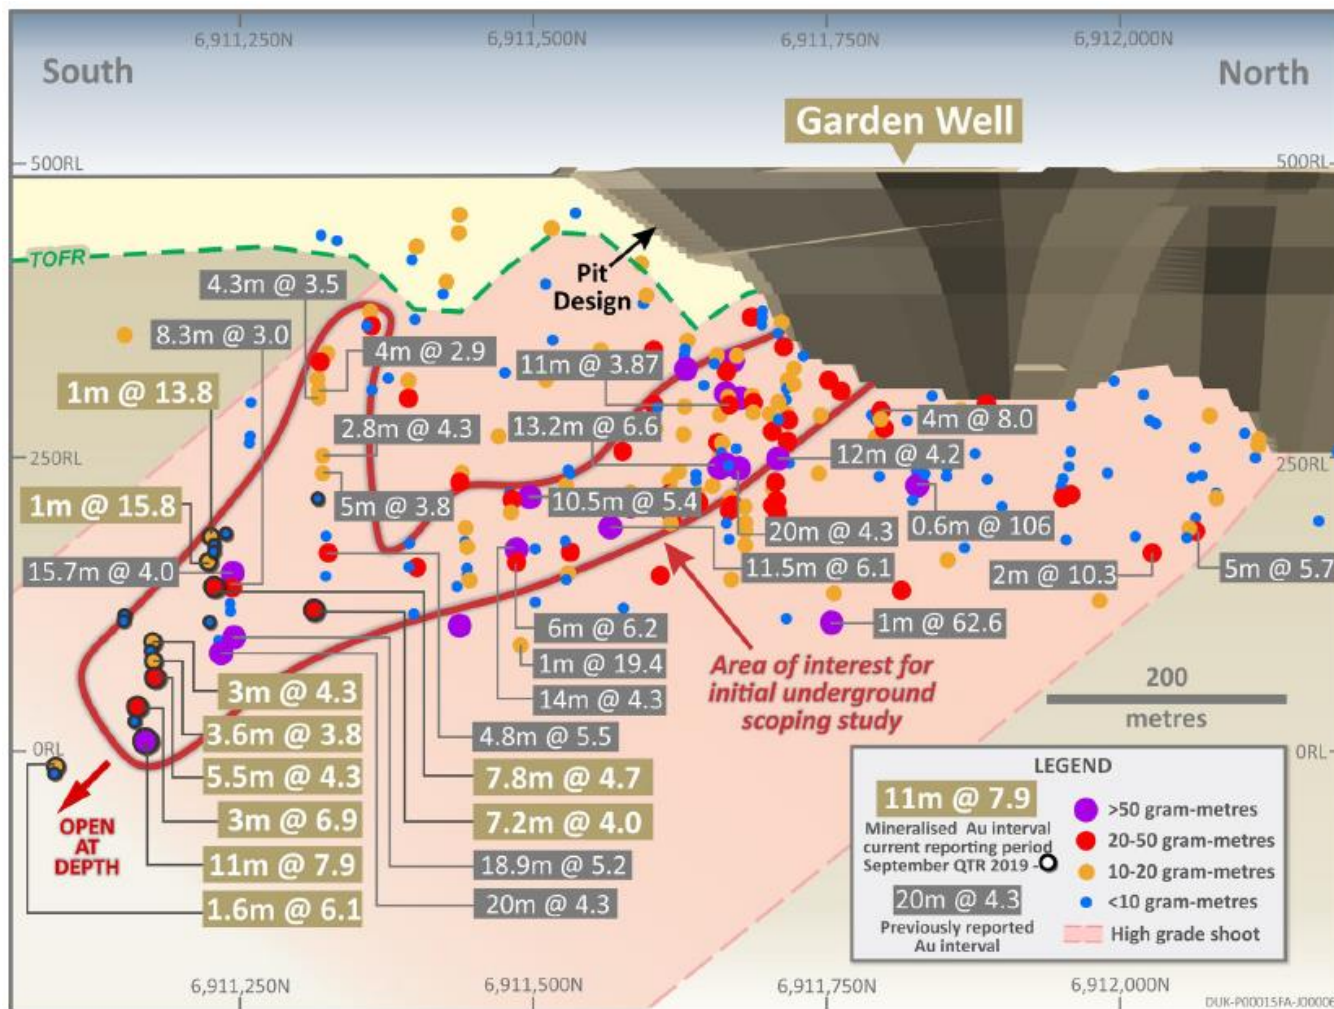 6,911,250N
6,911,500N
6,911,750N
6,912,000N
South
North
Garden Well
500RL
500RL
TOFR
Pit
Design
4.3m @ 3.5
8.3m @ 3.0
4m @ 2.9
11m @ 3.87
1m @ 13.8
2.8m @ 4.3
13.2m @ 6.6
4m @ 8.0
12m @ 4.2
250RL
250RL
1m @ 15.8
5m @ 3.8
10.5m @ 5.4
20m @ 4.3
0.6m @ 106
15.7m @ 4.0
11.5m @ 6.1
2m @ 10.3
5m @ 5.7
6m @ 6.2
1m @ 62.6
1m @ 19.4
14m @ 4.3
Area of interest for
initial underground
scoping study
200
metres
3m @ 4.3
3.6m @ 3.8
4.8m @ 5.5
0RL
0RL
5.5m @ 4.3
7.8m @ 4.7
3m @ 6.9
7.2m @ 4.0
OPEN
AT
DEPTH
11m @ 7.9
18.9m @ 5.2
1.6m @ 6.1
20m @ 4.3
LEGEND
11m @ 7.9
Mineralised Au interval
current reporting period
September QTR 2019 -
20m @ 4.3
Previously reported
Au interval
>50 gram-metres
20-50 gram-metres
10-20 gram-metres
<10 gram-metres
High grade shoot
6,911,250N
6,911,500N
6,911,750N
6,912,000N
DUK-P00015FA-J00006